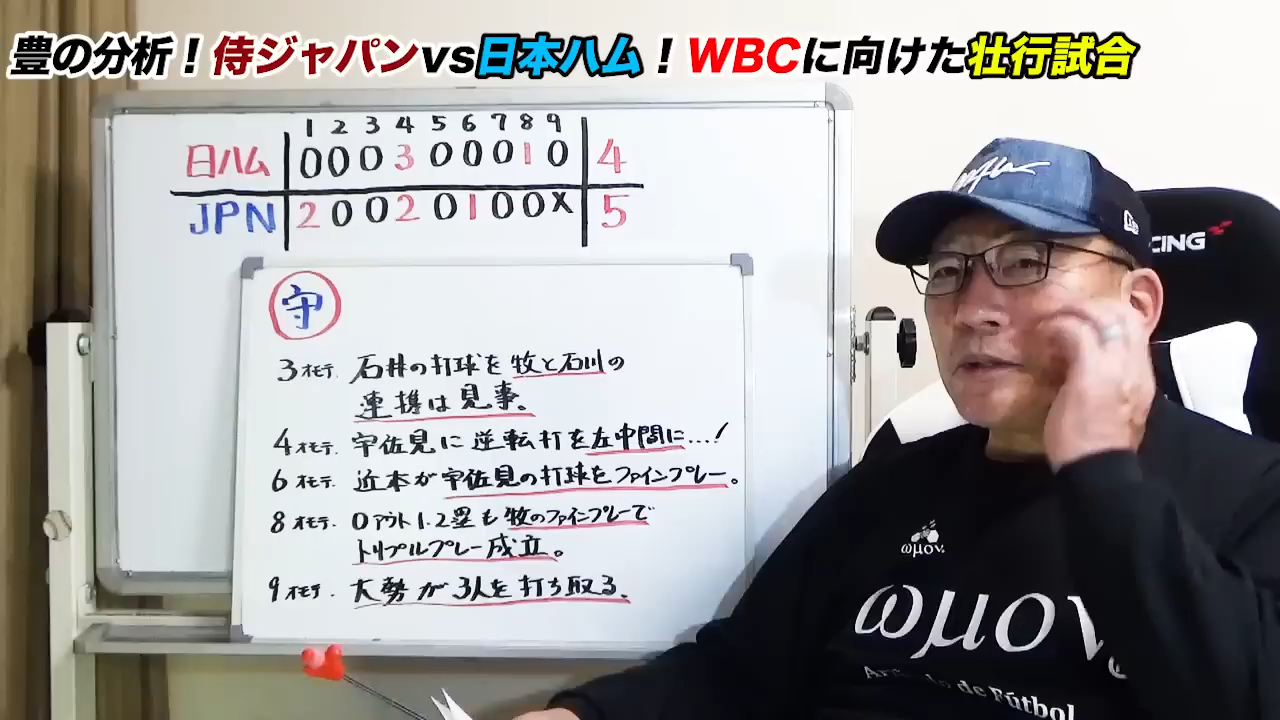 豊の分析！侍ジャパンvs日本ハム！WBCに向けた壮行試合
1 2 3 4 5 6 7 8 9
日ハム 0 0 0 3 0 0 0 1 0 4
JPN 2 0 0 2 0 1 0 0 X 5
守
3オモテ. 石井の打球を牧と石川の
連携は見事。
4オモテ. 宇佐見に逆転打を左中間に…!
6オモテ. 近本が宇佐見の打球をファインプレー。
8オモテ. 0アウト1.2塁も牧のファインプレーで
トリプルプレー成立。
9オモテ. 大勢が3人を打ち取る。
CING
ωμον
ωμον
de Fútbol